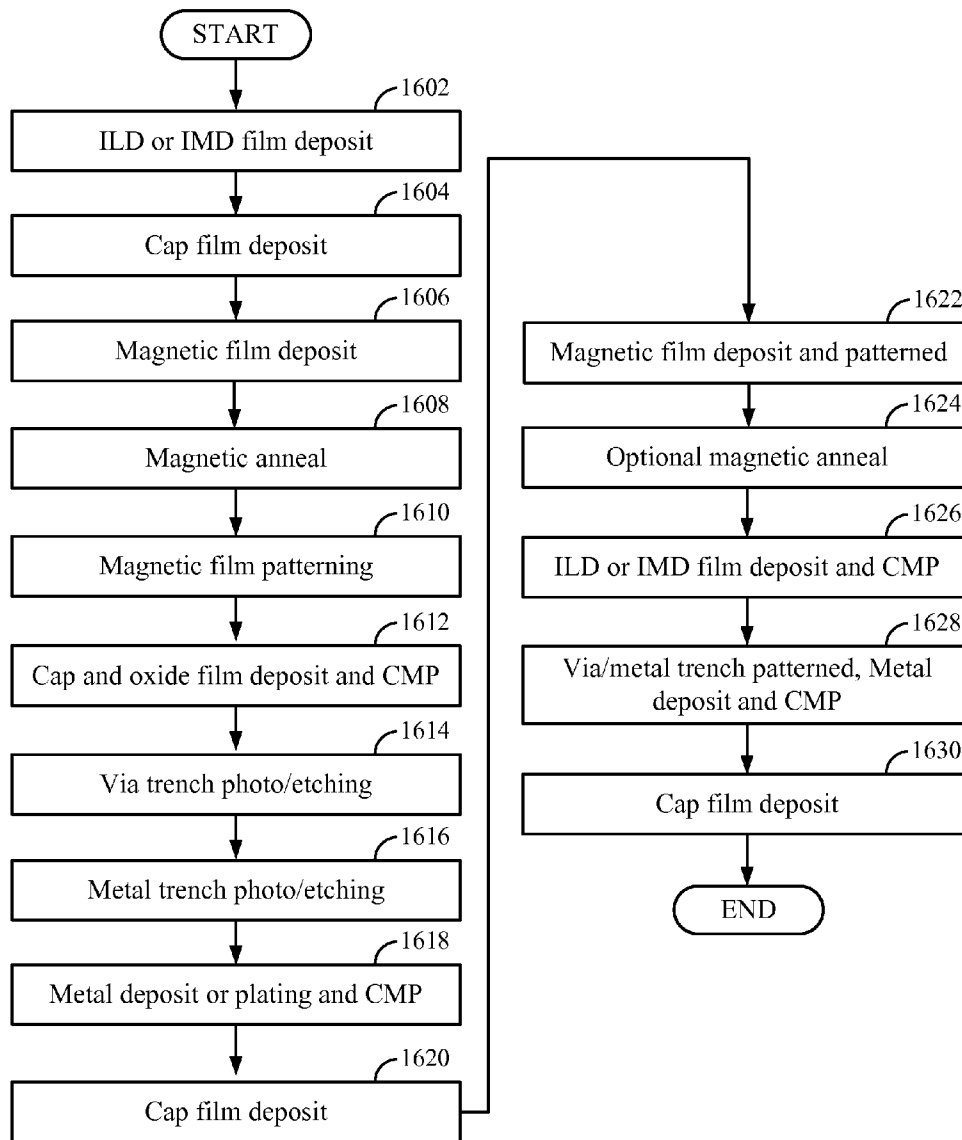 START
1602
ILD or IMD film deposit
1604
Cap film deposit
1606
Magnetic film deposit
1608
Magnetic anneal
1610
Magnetic film patterning
1612
Cap and oxide film deposit and CMP
1614
Via trench photo/etching
1616
Metal trench photo/etching
1618
Metal deposit or plating and CMP
1620
Cap film deposit
1622
Magnetic film deposit and patterned
1624
Optional magnetic anneal
1626
ILD or IMD film deposit and CMP
1628
Via/metal trench patterned, Metal
deposit and CMP
1630
Cap film deposit
END